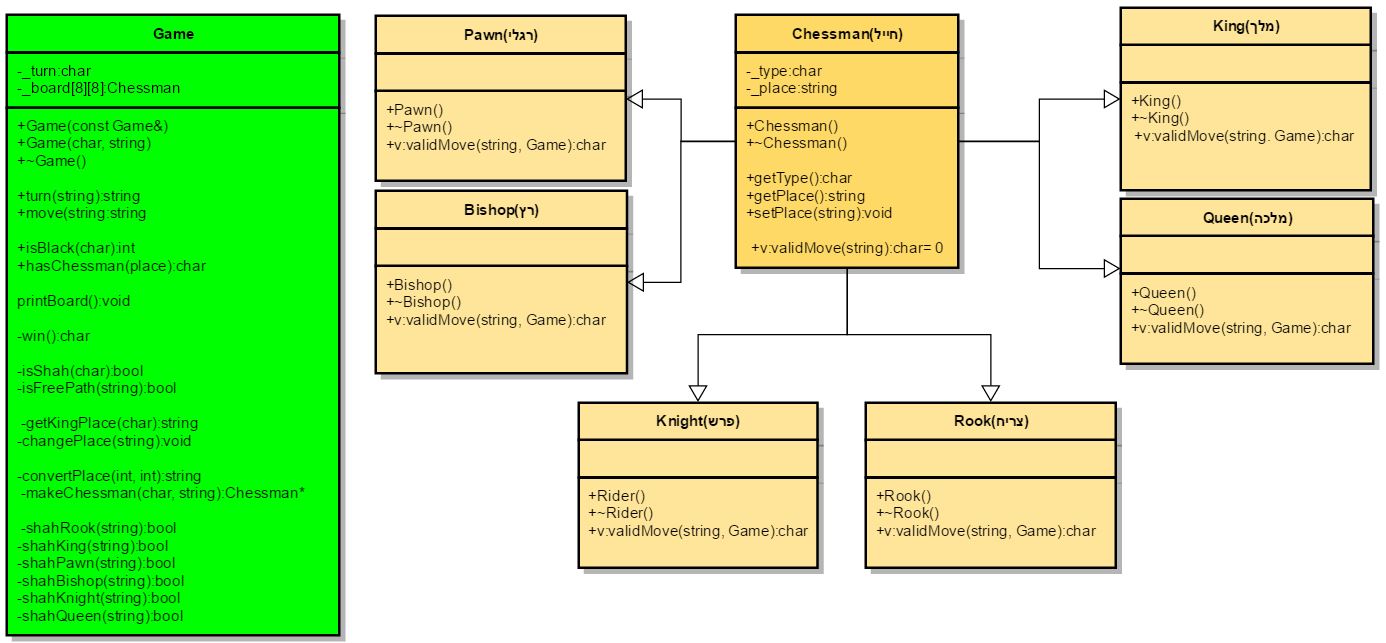 Game
-_turn:char
-_board[8][8]:Chessman
+Game(const Game&)
+Game(char, string)
+~Game()
+turn(string):string
+move(string:string
+isBlack(char):int
+hasChessman(place):char
printBoard():void
-win():char
-isShah(char):bool
-isFreePath(string):bool
-getKingPlace(char):string
-changePlace(string):void
-convertPlace(int, int):string
-makeChessman(char, string):Chessman*
-shahRook(string):bool
-shahKing(string):bool
-shahPawn(string):bool
-shahBishop(string):bool
-shahKnight(string):bool
-shahQueen(string):bool
Pawn(רגלי)
+Pawn()
+~Pawn()
+v:validMove(string, Game):char
Bishop(רץ)
+Bishop()
+~Bishop()
+v:validMove(string, Game):char
Chessman(חייל)
-_type:char
-_place:string
+Chessman()
+~Chessman()
+getType():char
+getPlace():string
+setPlace(string):void
+v:validMove(string):char= 0
King(מלך)
+King()
+~King()
+v:validMove(string. Game):char
Queen(מלכה)
+Queen()
+~Queen()
+v:validMove(string, Game):char
Knight(פרש)
+Rider()
+~Rider()
+v:validMove(string, Game):char
Rook(צריח)
+Rook()
+~Rook()
+v:validMove(string, Game):char